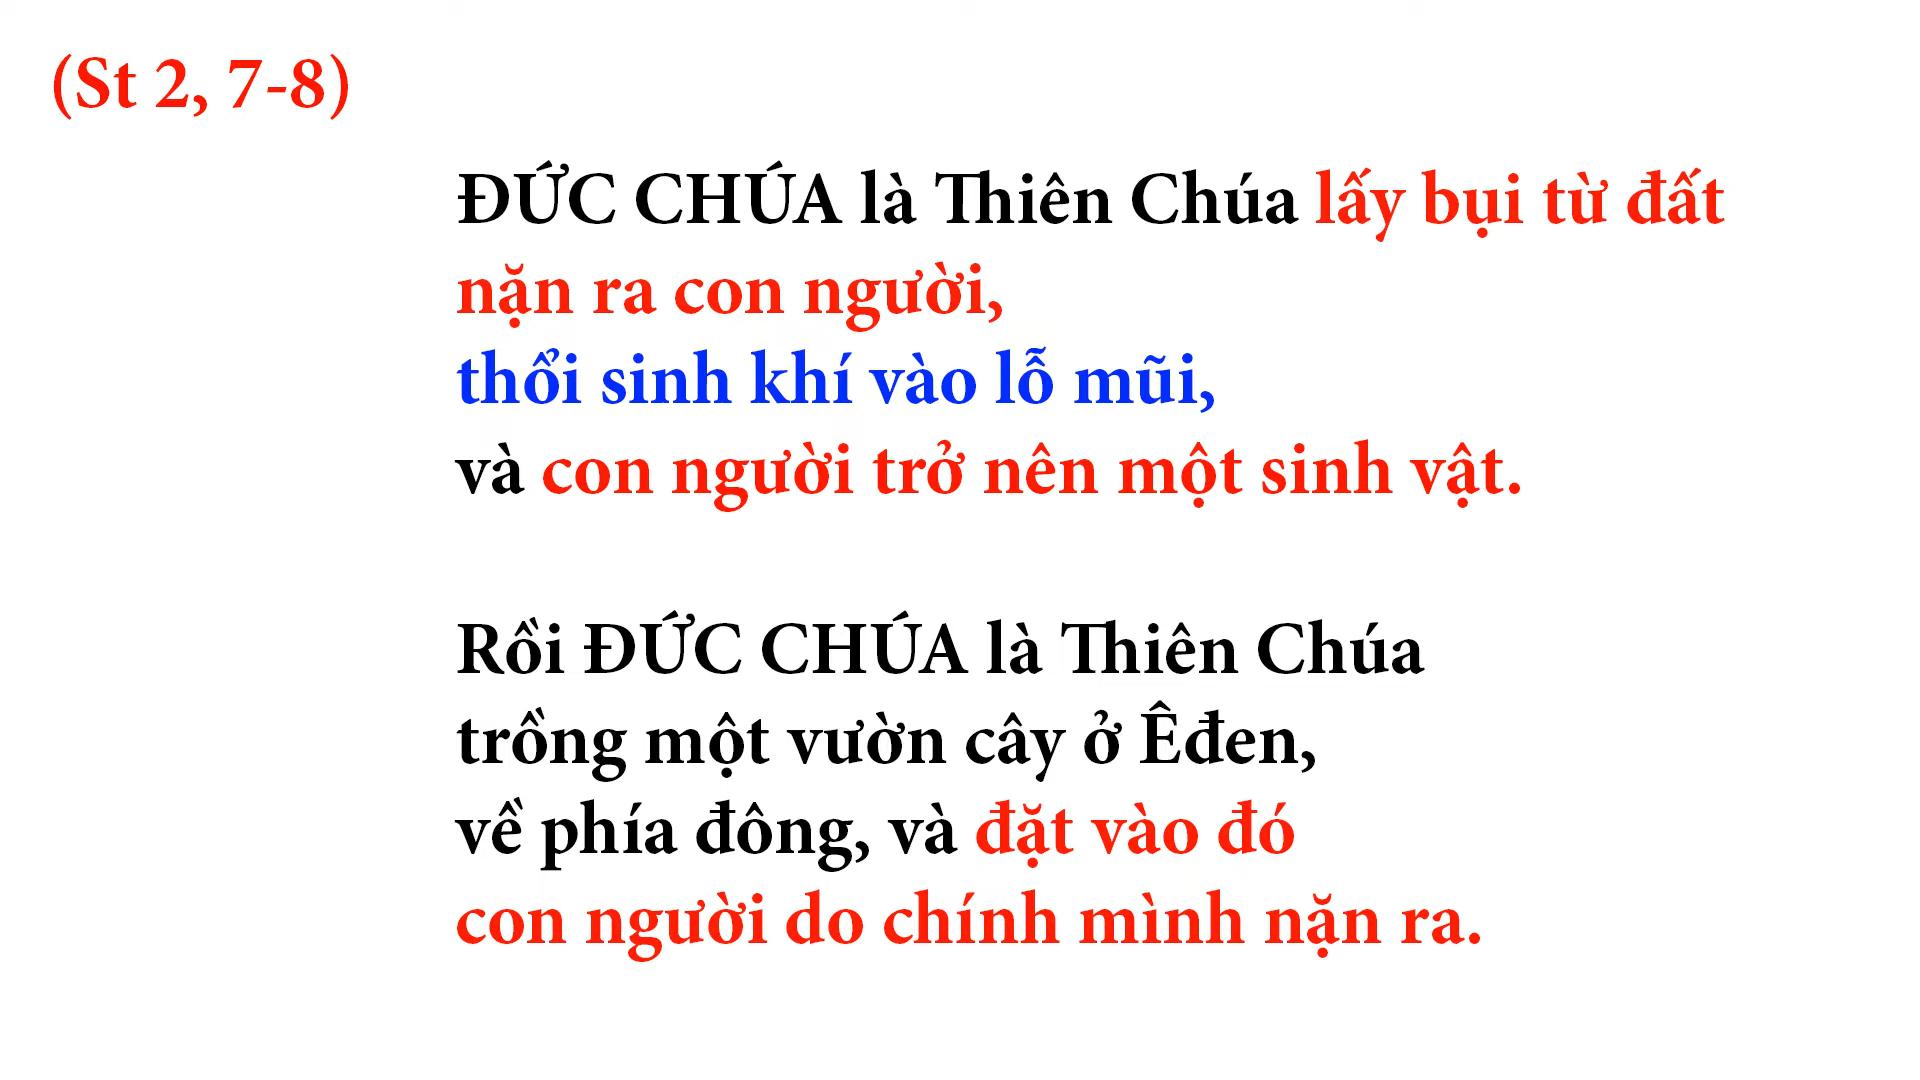 (St 2, 7-8)
ĐỨC CHÚA là Thiên Chúa lấy bụi từ đất
nặn ra con người,
thổi sinh khí vào lỗ mũi,
và con người trở nên một sinh vật.
Rồi ĐỨC CHÚA là Thiên Chúa
trồng một vườn cây ở Êđen,
về phía đông, và đặt vào đó
con người do chính mình nặn ra.